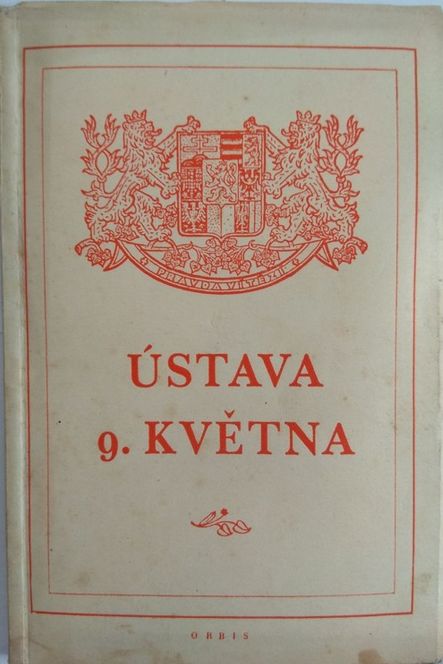 PRAVDA VÍTĚZÍ
ÚSTAVA
9. KVĚTNA
ORBIS